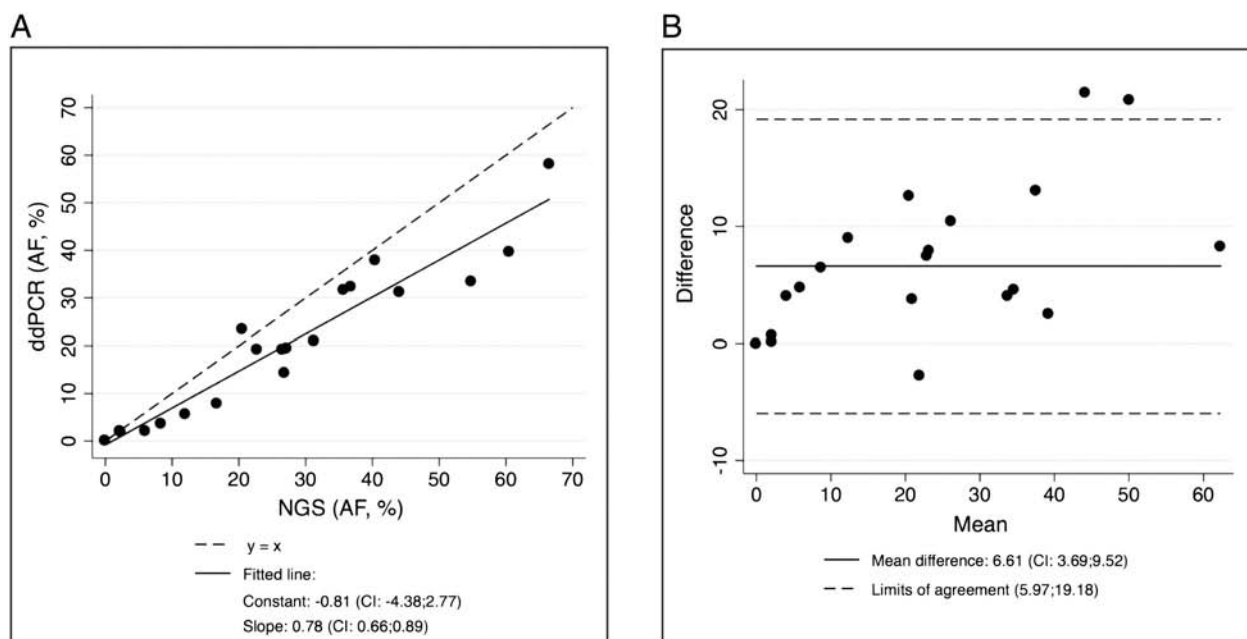 A
70
60
50
40
30
20
10
0
ddPCR (AF, %)
0 10 20 30 40 50 60 70
NGS (AF, %)
y = x
Fitted line:
Constant: -0.81 (CI: -4.38;2.77)
Slope: 0.78 (CI: 0.66;0.89)
B
20
10
0
-10
Difference
0 10 20 30 40 50 60
Mean
Mean difference: 6.61 (CI: 3.69;9.52)
Limits of agreement (5.97;19.18)